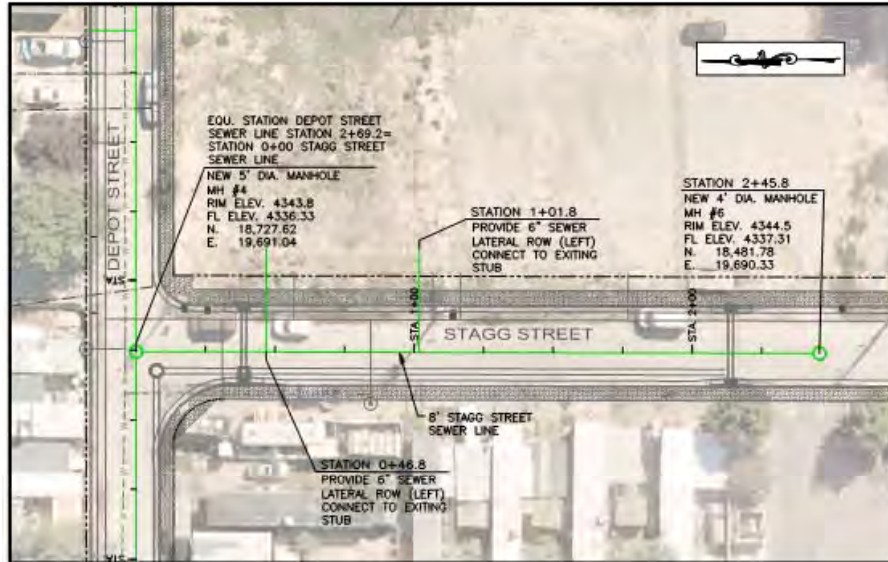 EQU. STATION DEPOT STREET
SEWER LINE STATION 2+69.2=
STATION 0+00 STAGG STREET
SEWER LINE
NEW 5' DIA. MANHOLE
MH #4
RIM ELEV. 4343.8
FL ELEV. 4336.33
N. 18,727.62
E. 19,691.04
STATION 1+01.8
PROVIDE 6" SEWER
LATERAL ROW (LEFT)
CONNECT TO EXITING
STUB
STATION 2+45.8
NEW 4' DIA. MANHOLE
MH #6
RIM ELEV. 4344.5
FL ELEV. 4337.31
N. 18,481.78
E. 19,690.33
DEPOT STREET
STA
STA. 1+00
STAGG STREET
STA. 2+00
8' STAGG STREET
SEWER LINE
STATION 0+46.8
PROVIDE 6" SEWER
LATERAL ROW (LEFT)
CONNECT TO EXITING
STUB
STA